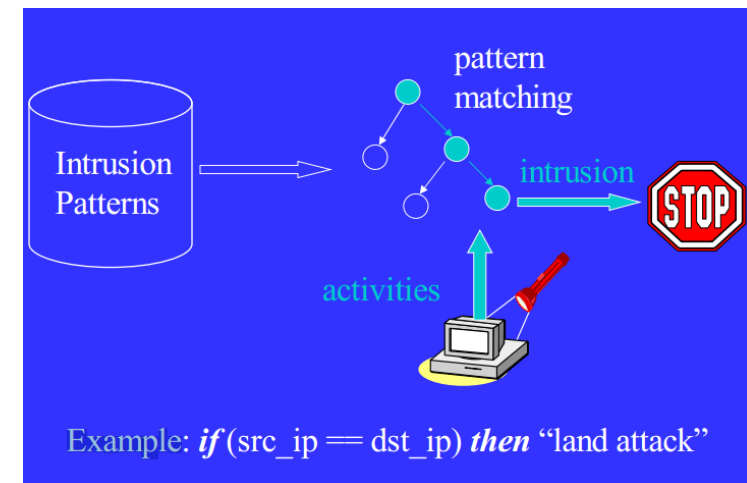 pattern
matching
Intrusion
Patterns
intrusion
STOP
activities
Example: if (src_ip == dst_ip) then “land attack”